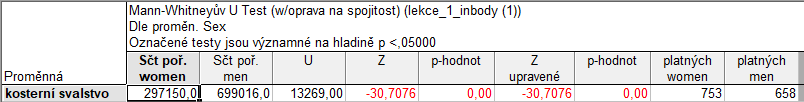 Mann-Whitneyův U Test (w/oprava na spojitost) (lekce_1_inbody (1))
Dle proměn. Sex
Označené testy jsou významné na hladině p <,05000
Proměnná Sčt poř. women Sčt poř. men U Z p-hodnot Z upravené p-hodnot platných women platných men
kosterní svalstvo 297150,0 699016,0 13269,00 -30,7076 0,00 -30,7076 0,00 753 658